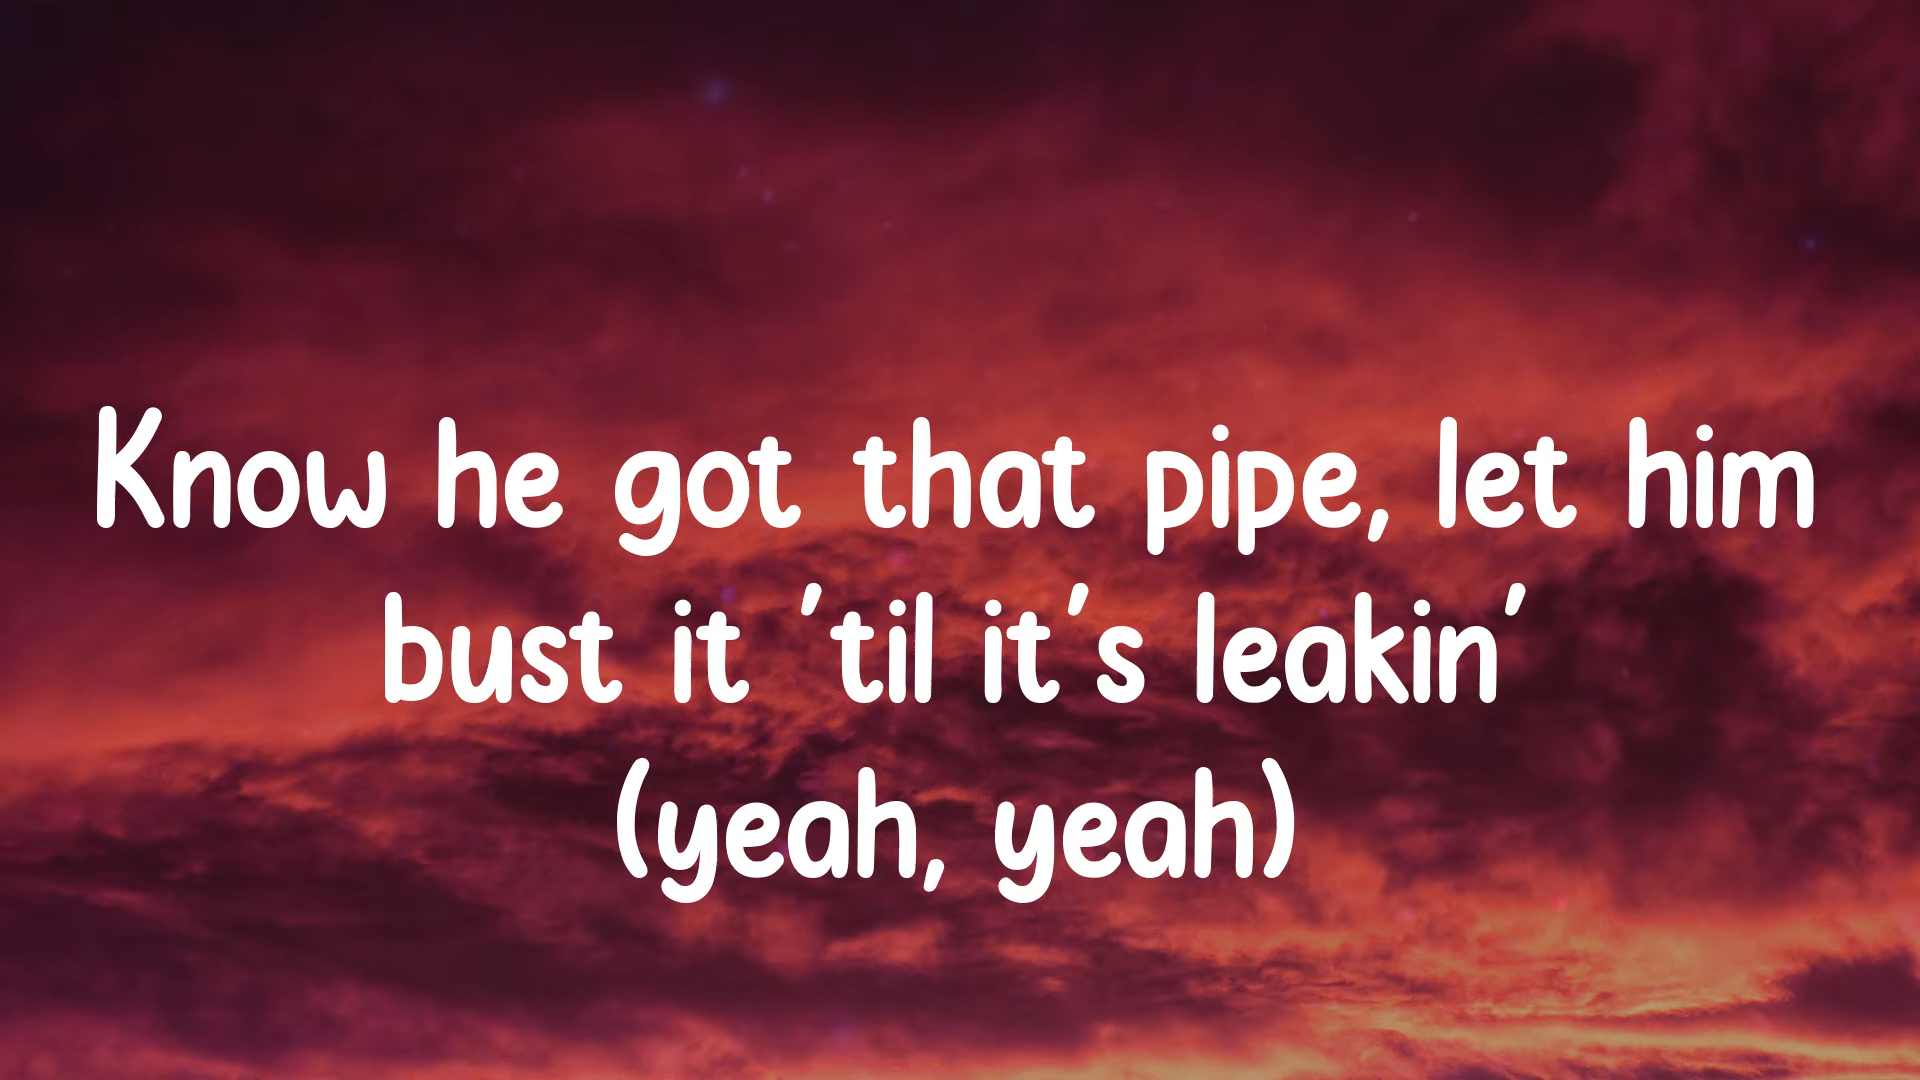 Know he got that pipe, let him
bust it 'til it's leakin'
(yeah, yeah)